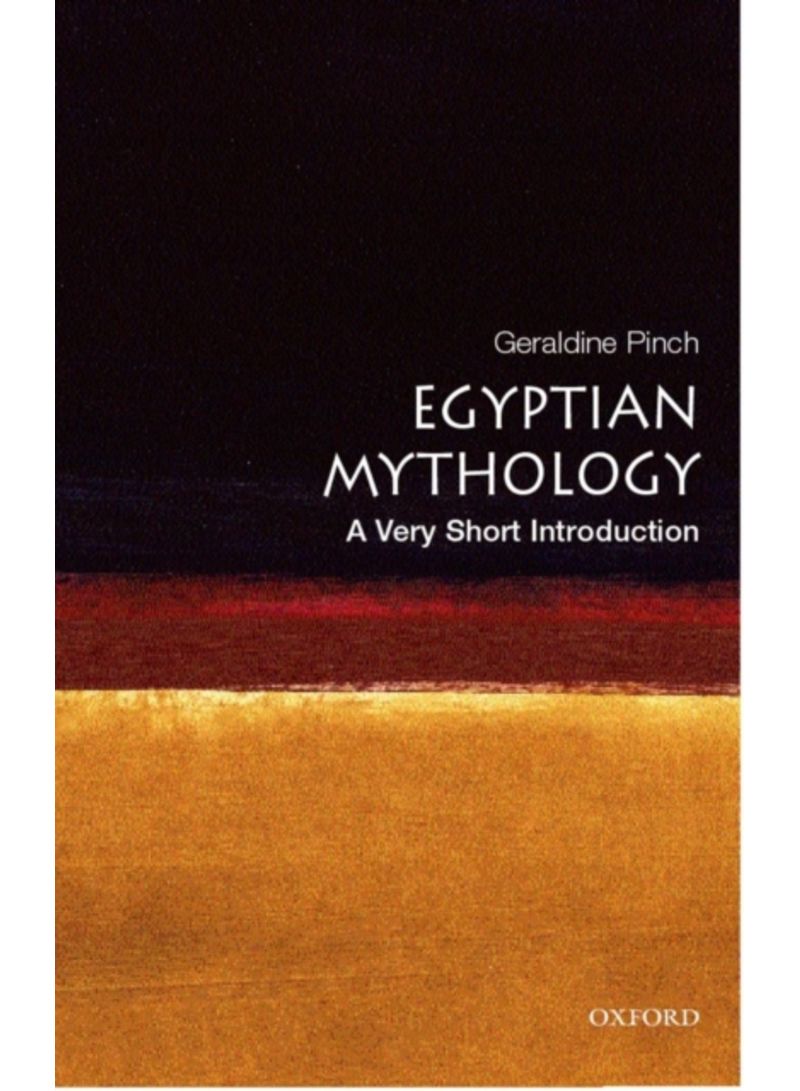 Geraldine Pinch
EGYPTIAN
MYTHOLOGY
A Very Short Introduction
OXFORD